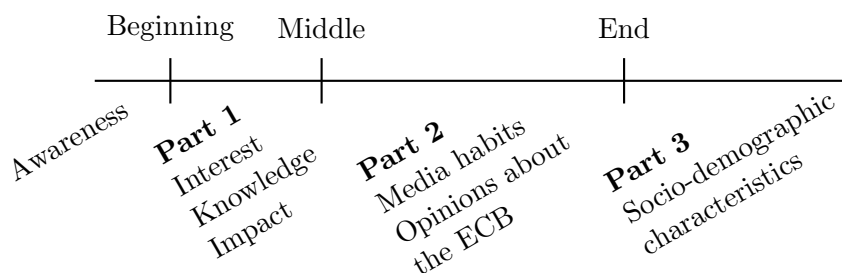 Beginning
Middle
End
Awareness
Part 1
Interest
Knowledge
Impact
Part 2
Media habits
Opinions about
the ECB
Part 3
Socio-demographic
characteristics